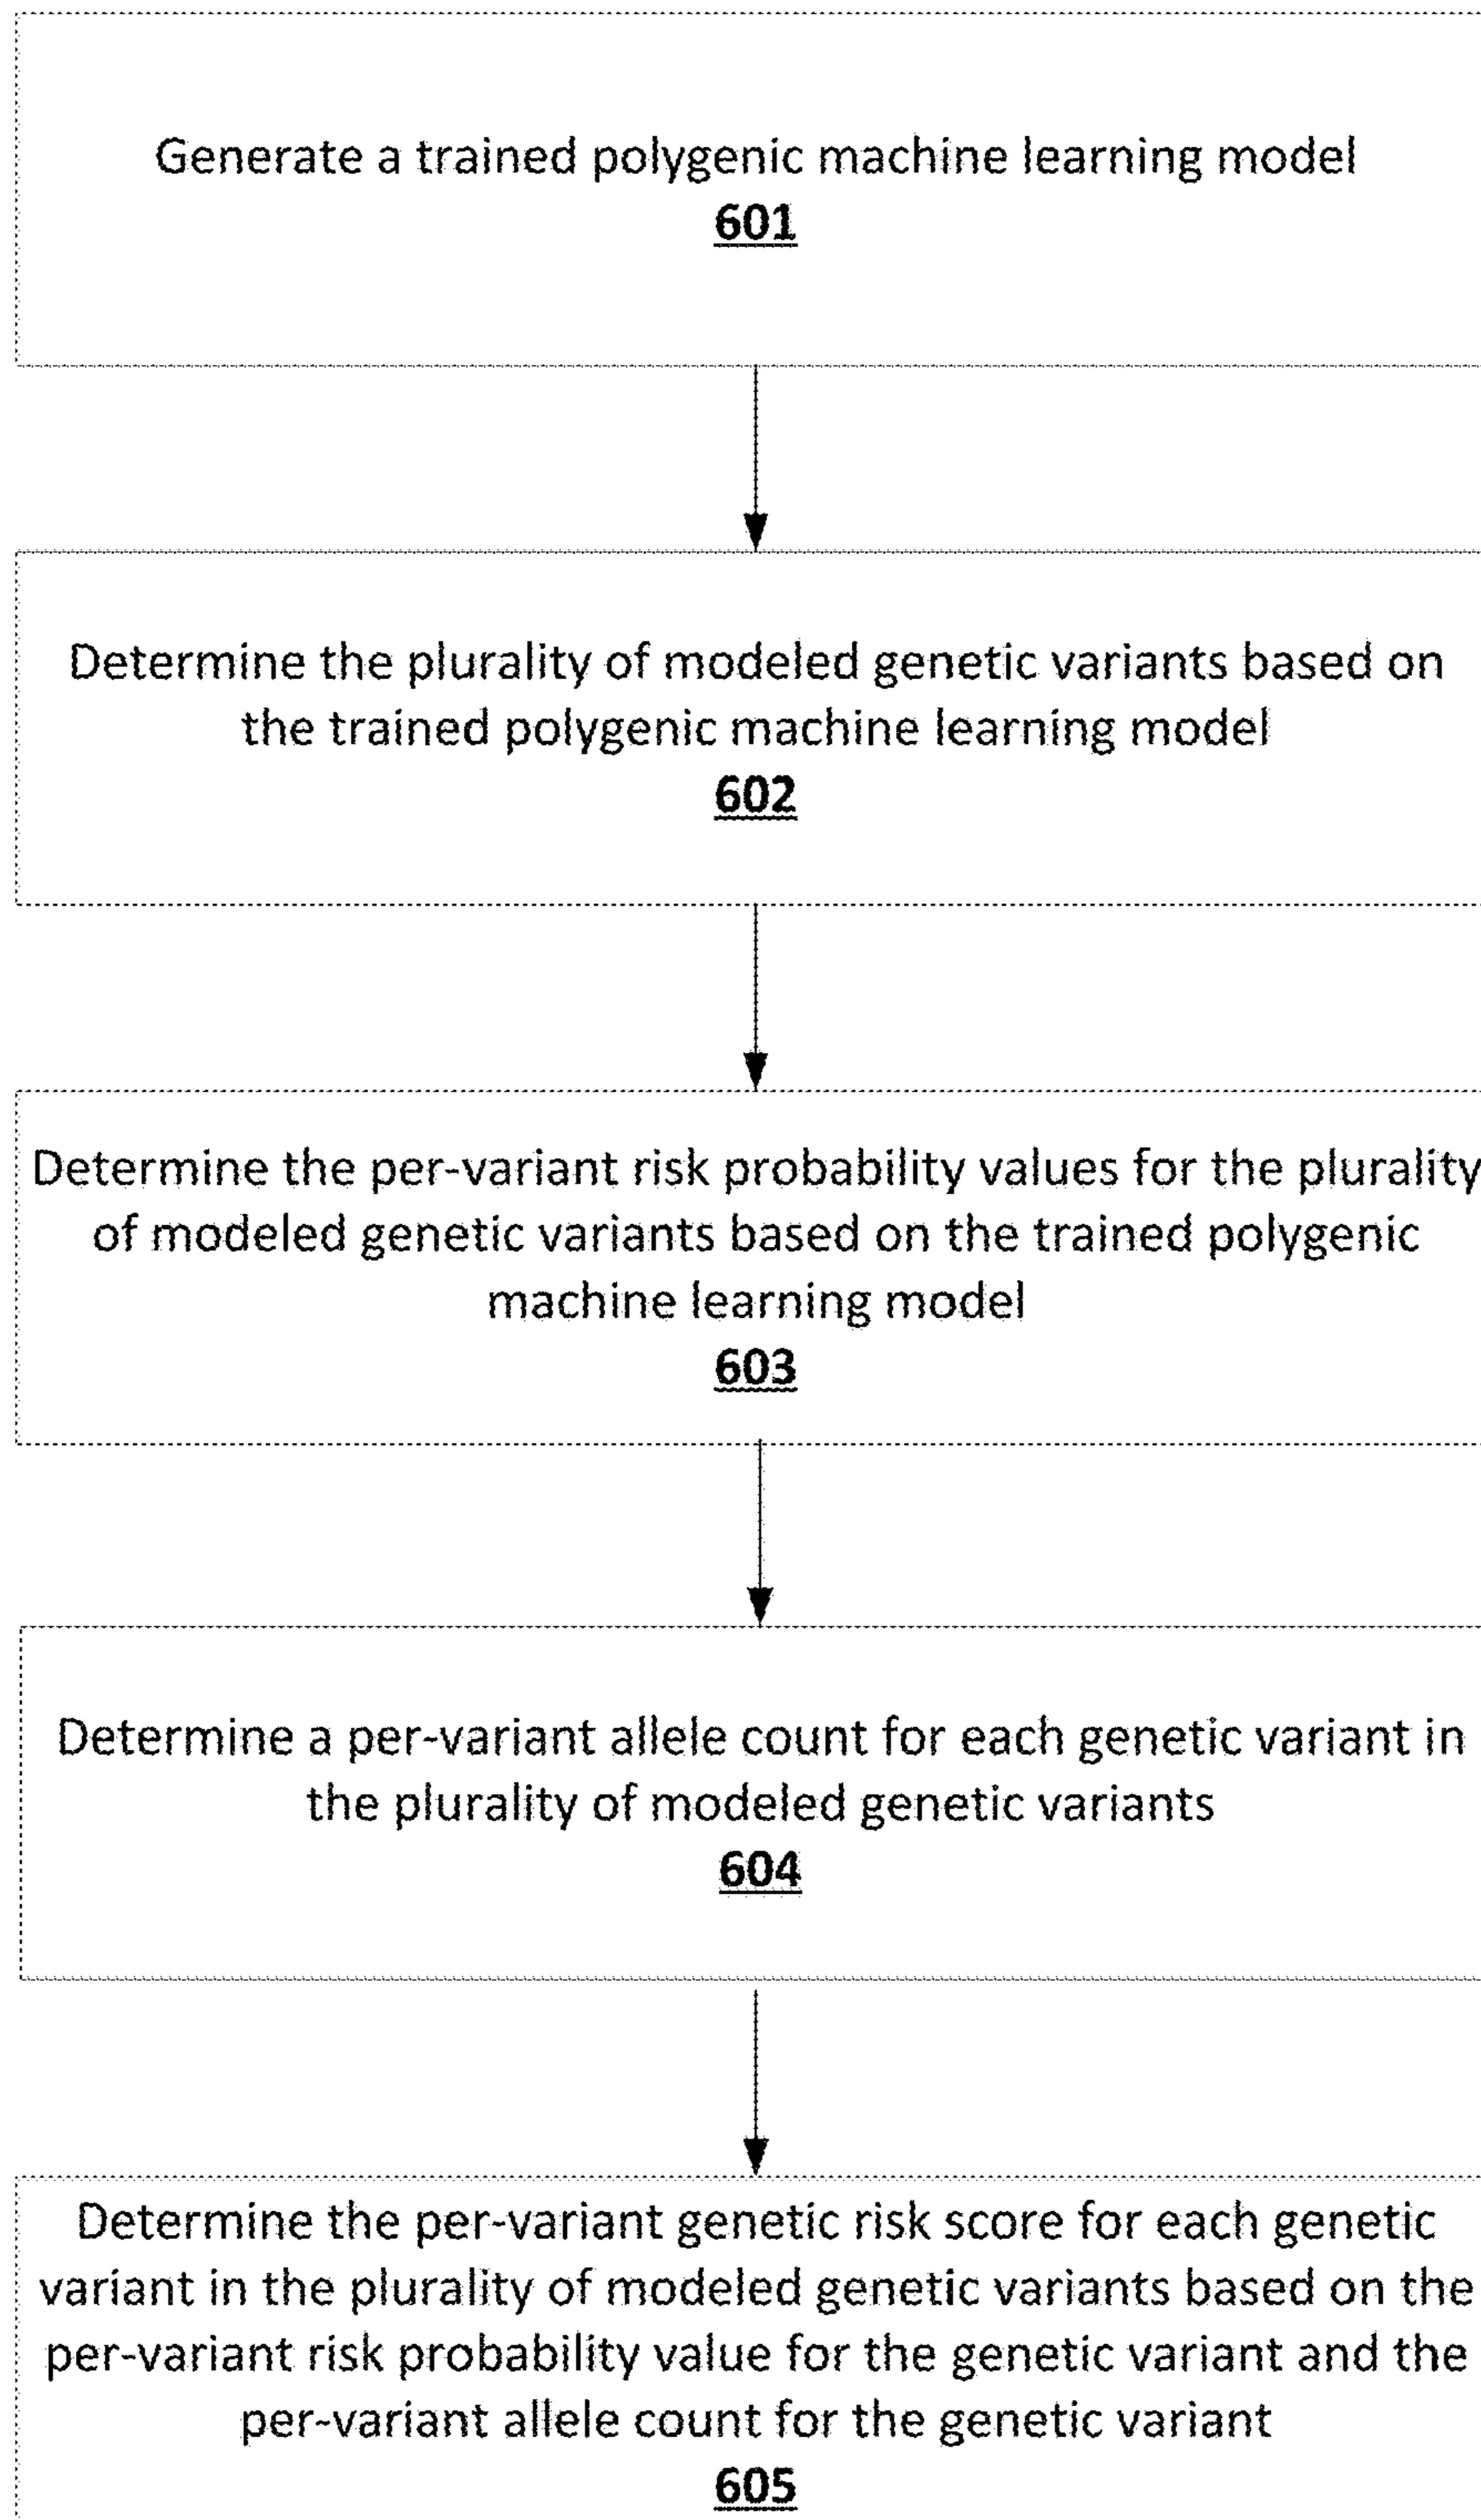 Generate a trained polygenic machine learning model
601
Determine the plurality of modeled genetic variants based on
the trained polygenic machine learning model
602
Determine the per-variant risk probability values for the plurality
of modeled genetic variants based on the trained polygenic
machine learning model
603
Determine a per-variant allele count for each genetic variant in
the plurality of modeled genetic variants
604
Determine the per-variant genetic risk score for each genetic
variant in the plurality of modeled genetic variants based on the
per-variant risk probability value for the genetic variant and the
per-variant allele count for the genetic variant
605